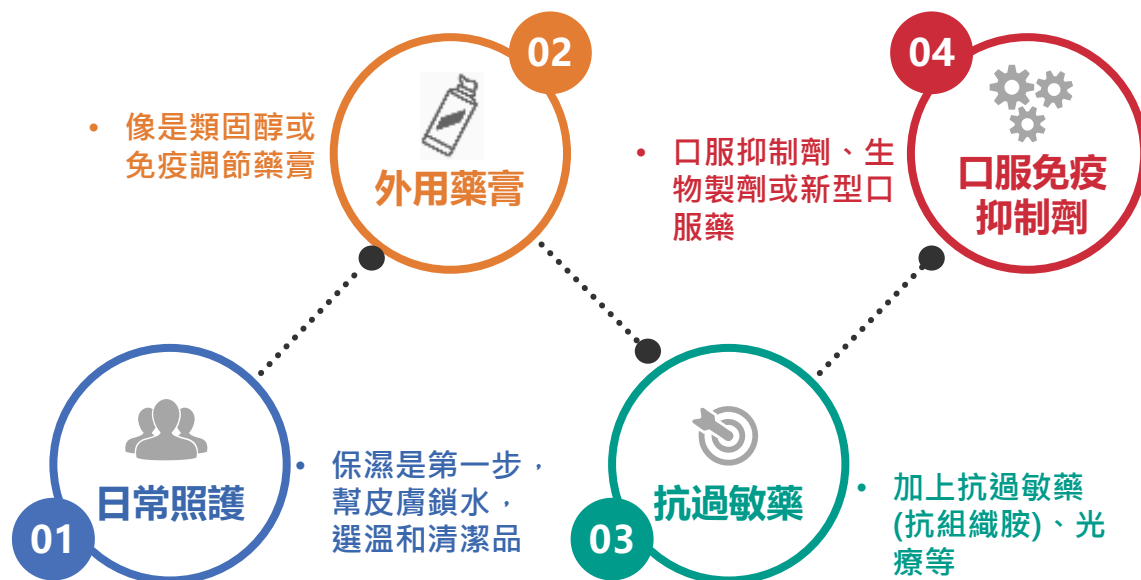 01
日常照護
• 保濕是第一步，
幫皮膚鎖水，
選溫和清潔品
02
外用藥膏
• 像是類固醇或
免疫調節藥膏
03
抗過敏藥
• 加上抗過敏藥
(抗組織胺)、光
療等
04
口服免疫
抑制劑
• 口服抑制劑、生
物製劑或新型口
服藥